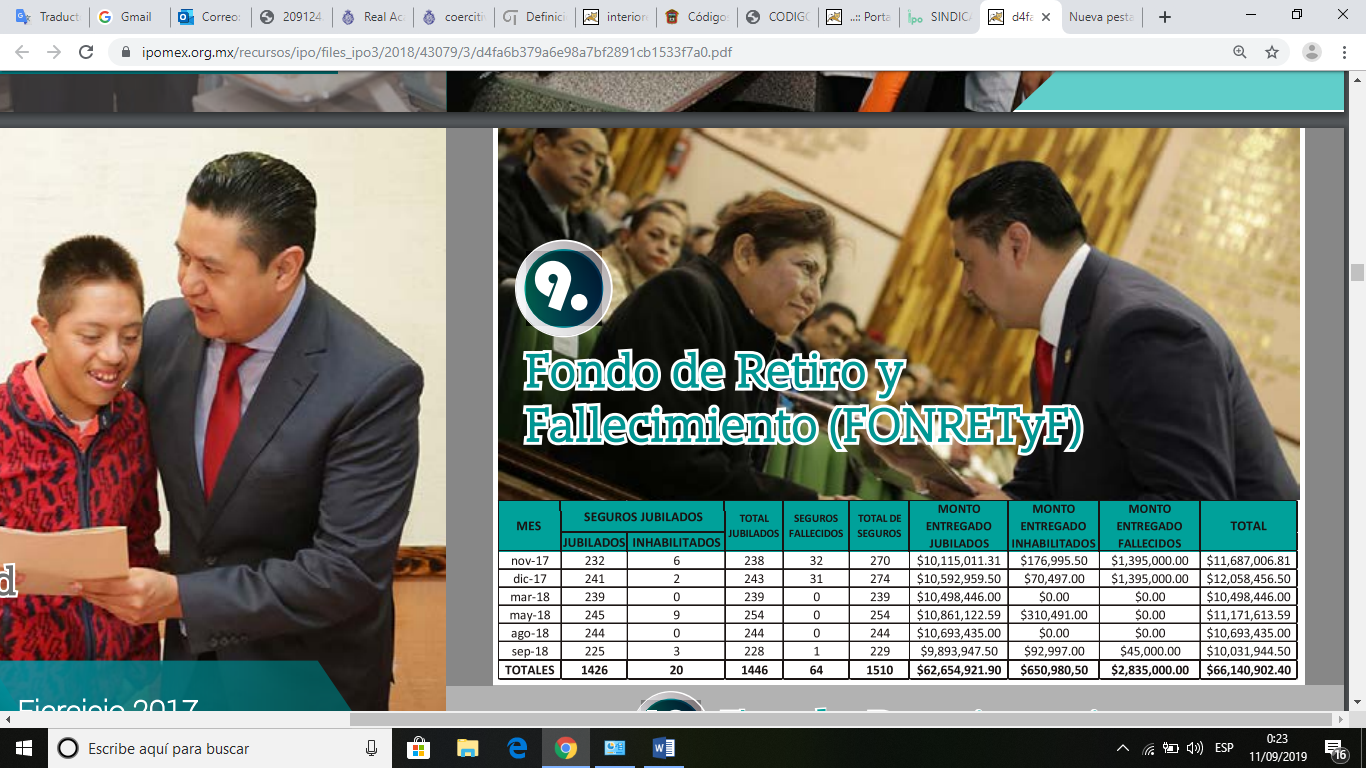 Traducto
Gmail
Correo:
209124.
Real Ac
coercitiv
Definici
interion
Código:
CODIGC
..:: Porta
SINDICA
d4fa
Nueva pesta
ipomex.org.mx/recursos/ipo/files_ipo3/2018/43079/3/d4fa6b379a6e98a7bf2891cb1533f7a0.pdf
9.
Fondo de Retiro y
Fallecimiento (FONRETyF)
d
MES SEGUROS JUBILADOS TOTAL JUBILADOS SEGUROS FALLECIDOS TOTAL DE SEGUROS MONTO ENTREGADO JUBILADOS MONTO ENTREGADO INHABILITADOS MONTO ENTREGADO FALLECIDOS TOTAL
JUBILADOS INHABILITADOS
nov-17 232 6 238 32 270 $10,115,011.31 $176,995.50 $1,395,000.00 $11,687,006.81
dic-17 241 2 243 31 274 $10,592,959.50 $70,497.00 $1,395,000.00 $12,058,456.50
mar-18 239 0 239 0 239 $10,498,446.00 $0.00 $0.00 $10,498,446.00
may-18 245 9 254 0 254 $10,861,122.59 $310,491.00 $0.00 $11,171,613.59
ago-18 244 0 244 0 244 $10,693,435.00 $0.00 $0.00 $10,693,435.00
sep-18 225 3 228 1 229 $9,893,947.50 $92,997.00 $45,000.00 $10,031,944.50
TOTALES 1426 20 1446 64 1510 $62,654,921.90 $650,980,50 $2,835,000.00 $66,140,902.40
Ejercicio 2017
Escribe aquí para buscar
ESP
0:23
11/09/2019
16